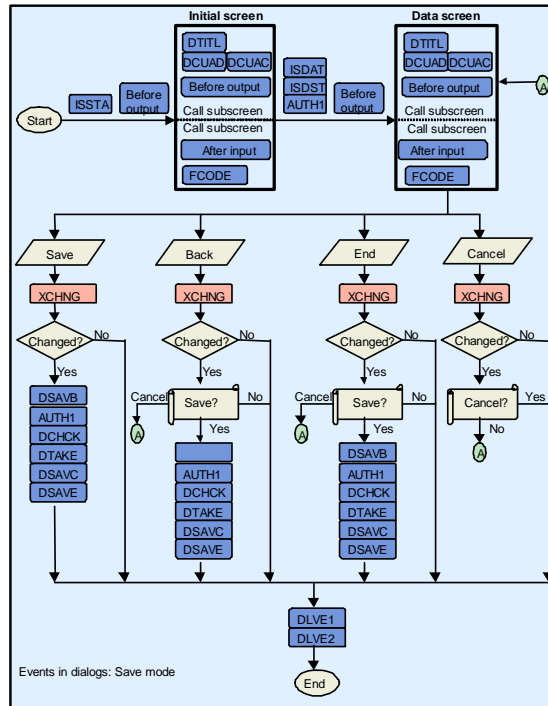 Initial screen
Data screen
DTITL
DCUAD
DCUAC
Before output
Call subscreen
Call subscreen
After input
FCODE
DTITL
DCUAD
DCUAC
Before output
Call subscreen
Call subscreen
After input
FCODE
Start
ISSTA
Before output
ISDAT
ISDST
AUTH1
Before output
A
Save
Back
End
Cancel
XCHNG
XCHNG
XCHNG
XCHNG
Changed?
No
Changed?
No
Changed?
No
Changed?
No
Yes
Yes
Yes
Yes
Cancel
Save?
No
Cancel
Save?
No
Cancel?
Yes
A
Yes
A
Yes
No
A
DSAVB
AUTH1
DCHCK
DTAKE
DSAVC
DSAVE
AUTH1
DCHCK
DTAKE
DSAVC
DSAVE
DSAVB
AUTH1
DCHCK
DTAKE
DSAVC
DSAVE
DLVE1
DLVE2
End
Events in dialogs: Save mode